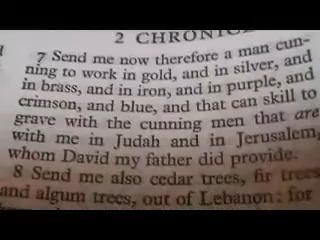 2 CHRONIC
7 Send me now therefore a man cun-
ning to work in gold, and in silver, and
in brass, and in iron, and in purple, and
crimson, and blue, and that can skill to
grave with the cunning men that are
with me in Judah and in Jerusalem,
whom David my father did provide.
8 Send me also cedar trees, fir trees
and algum trees, out of Lebanon: for